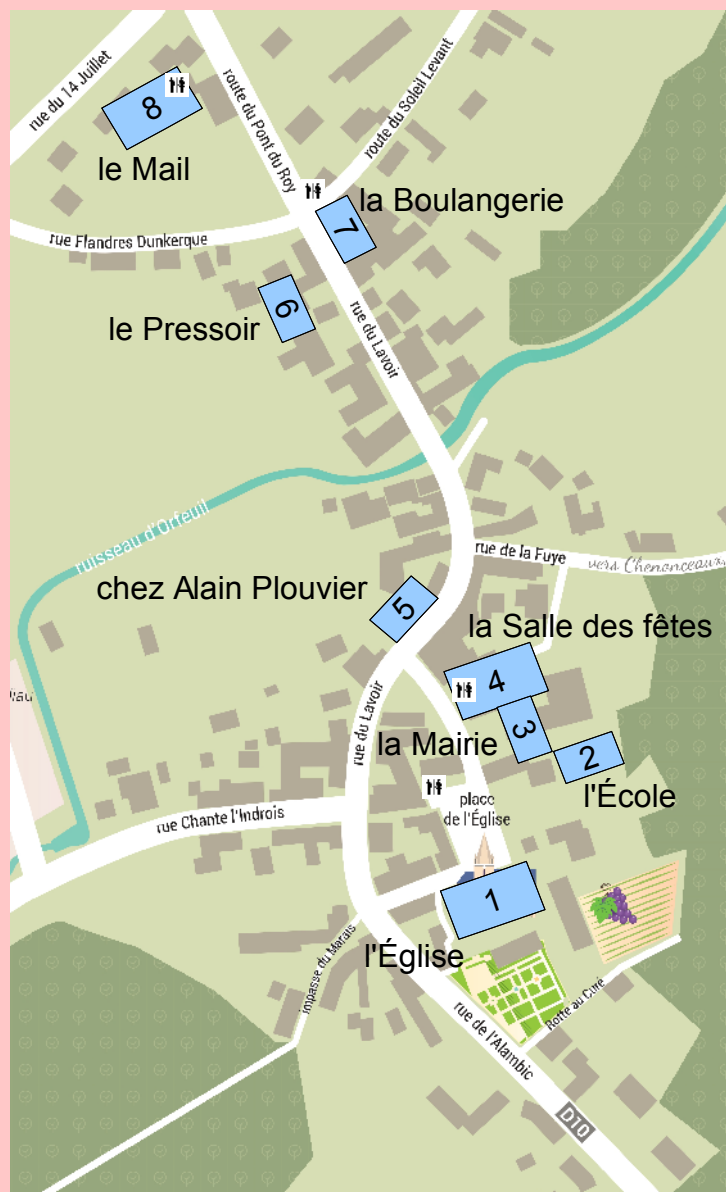 rue du 14 Juillet
8
le Mail
route du Pont du Roy
route du Soleil Levant
la Boulangerie
7
rue Flandres Dunkerque
6
le Pressoir
rue du Lavoir
ruisseau d'Orfeuil
rue de la Fuye
vers Chenonceaux
chez Alain Plouvier
5
la Salle des fêtes
4
rue du Lavoir
la Mairie
3
2
l'École
place
de l'Église
rue Chante l'Indrois
1
l'Église
impasse du Marais
rue de l'Alambic
Rotte au Curé
D10